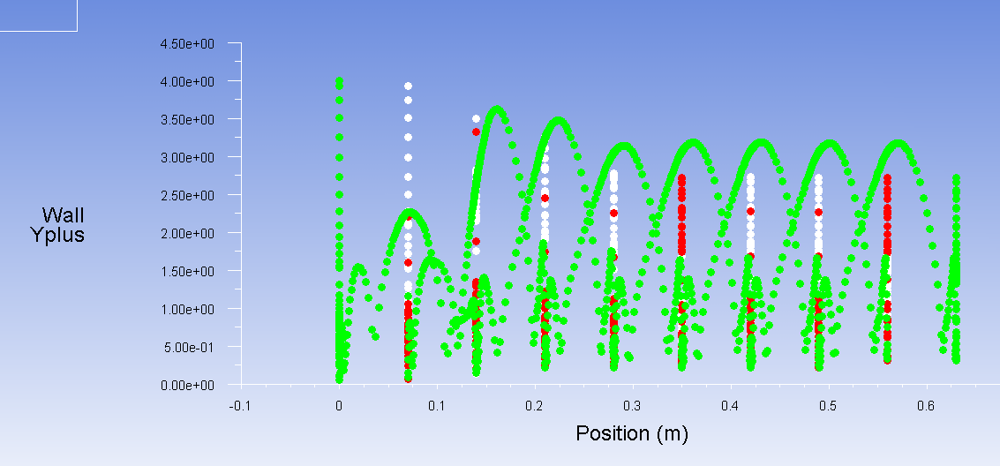 4.50e+00
4.00e+00
3.50e+00
3.00e+00
2.50e+00
Wall
Yplus
2.00e+00
1.50e+00
1.00e+00
5.00e-01
0.00e+00
-0.1 0 0.1 0.2 0.3 0.4 0.5 0.6
Position (m)